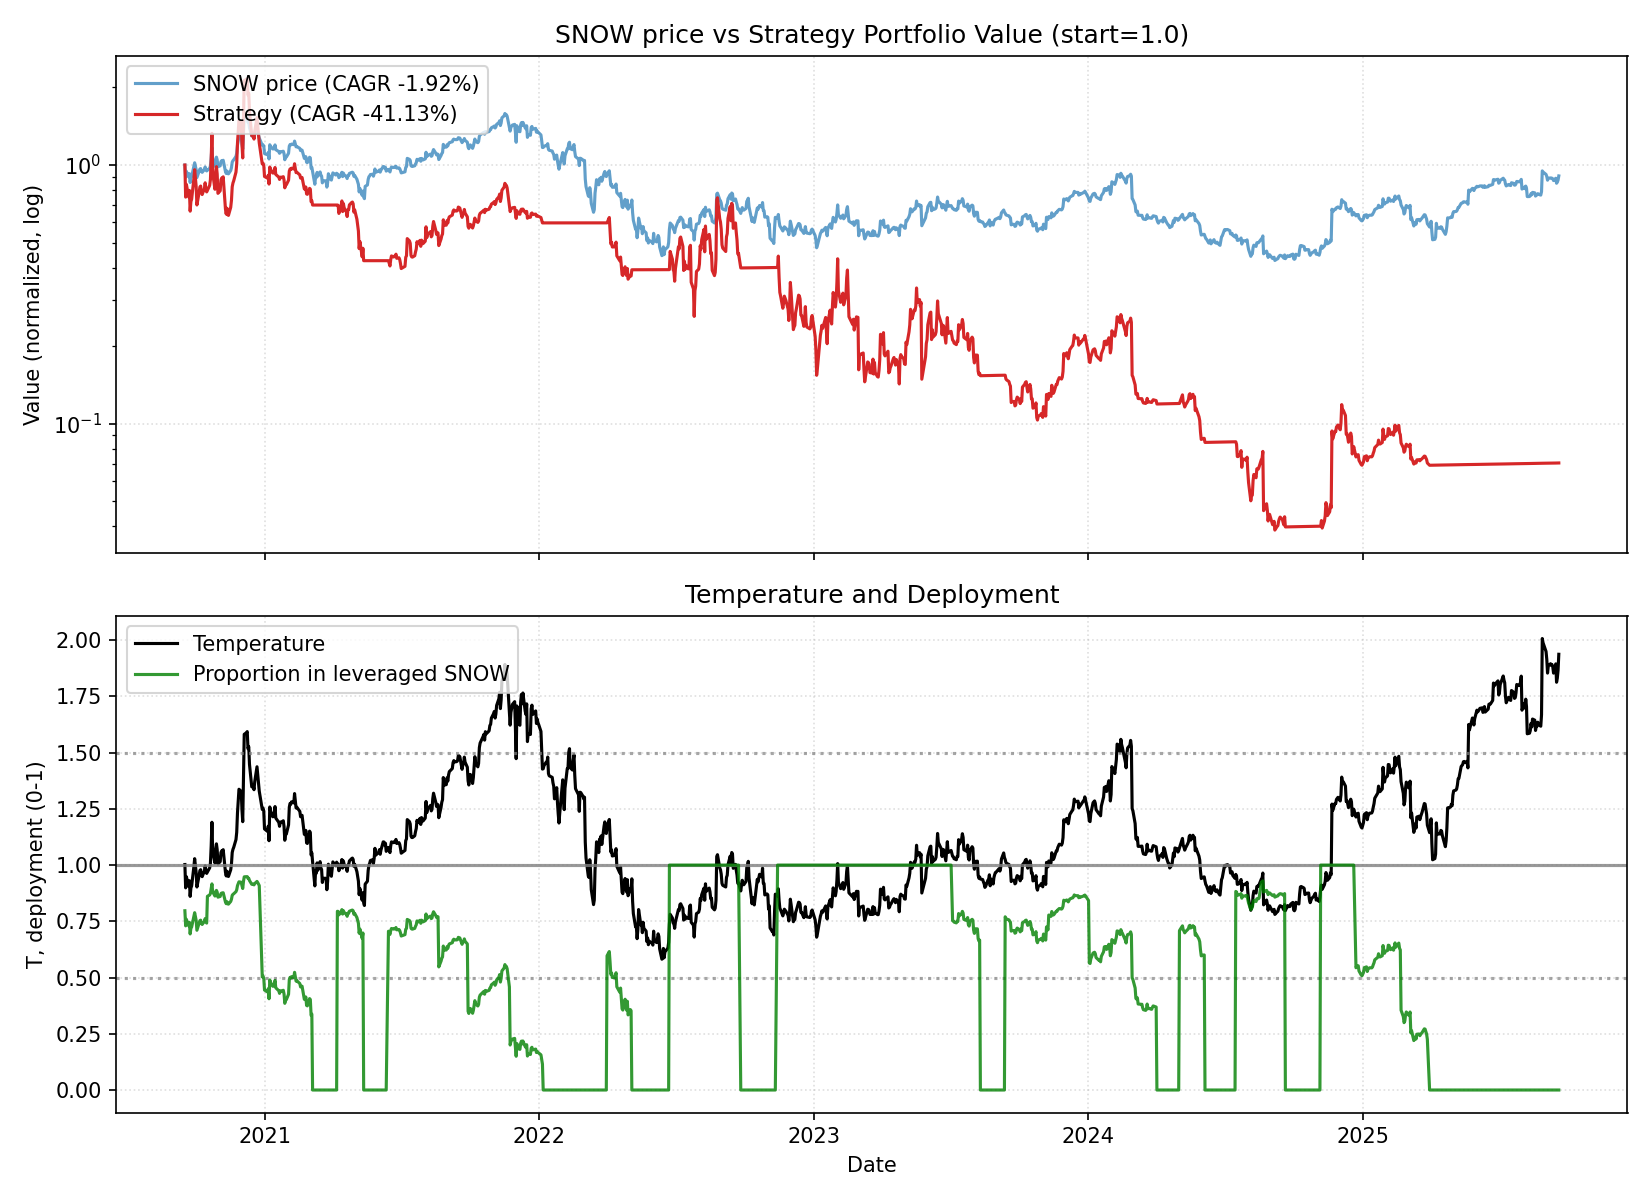 SNOW price vs Strategy Portfolio Value (start=1.0)
SNOW price (CAGR -1.92%)
Strategy (CAGR -41.13%)
Value (normalized, log)
10⁰
10⁻¹
Temperature and Deployment
Temperature
Proportion in leveraged SNOW
T, deployment (0-1)
2.00
1.75
1.50
1.25
1.00
0.75
0.50
0.25
0.00
2021 2022 2023 2024 2025
Date